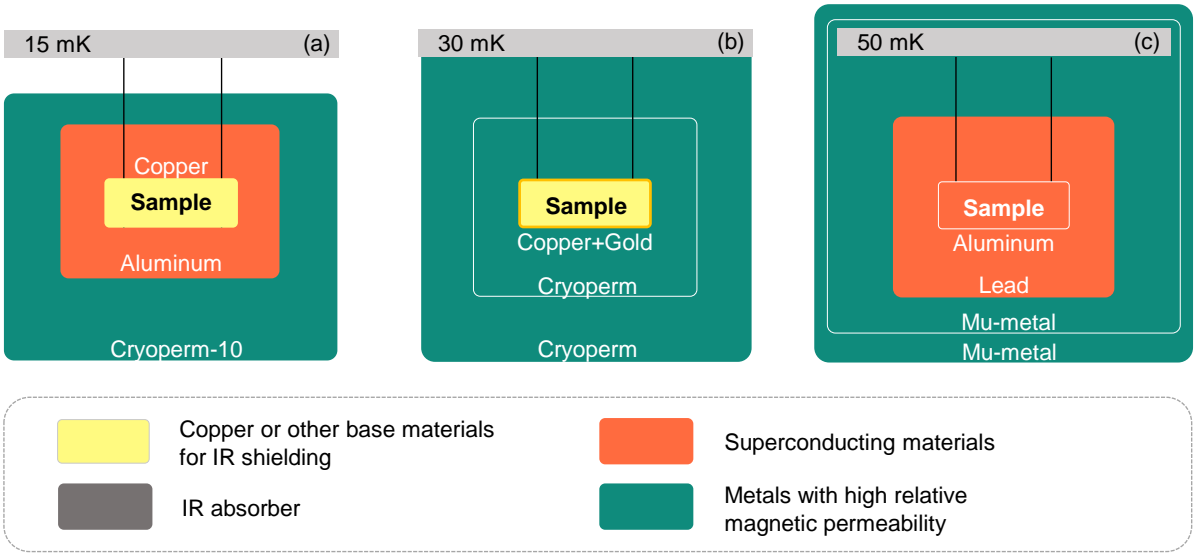 15 mK (a)
Copper
Sample
Aluminum
Cryoperm-10
30 mK (b)
Sample
Copper+Gold
Cryoperm
Cryoperm
50 mK (c)
Sample
Aluminum
Lead
Mu-metal
Mu-metal
Copper or other base materials
for IR shielding
IR absorber
Superconducting materials
Metals with high relative
magnetic permeability